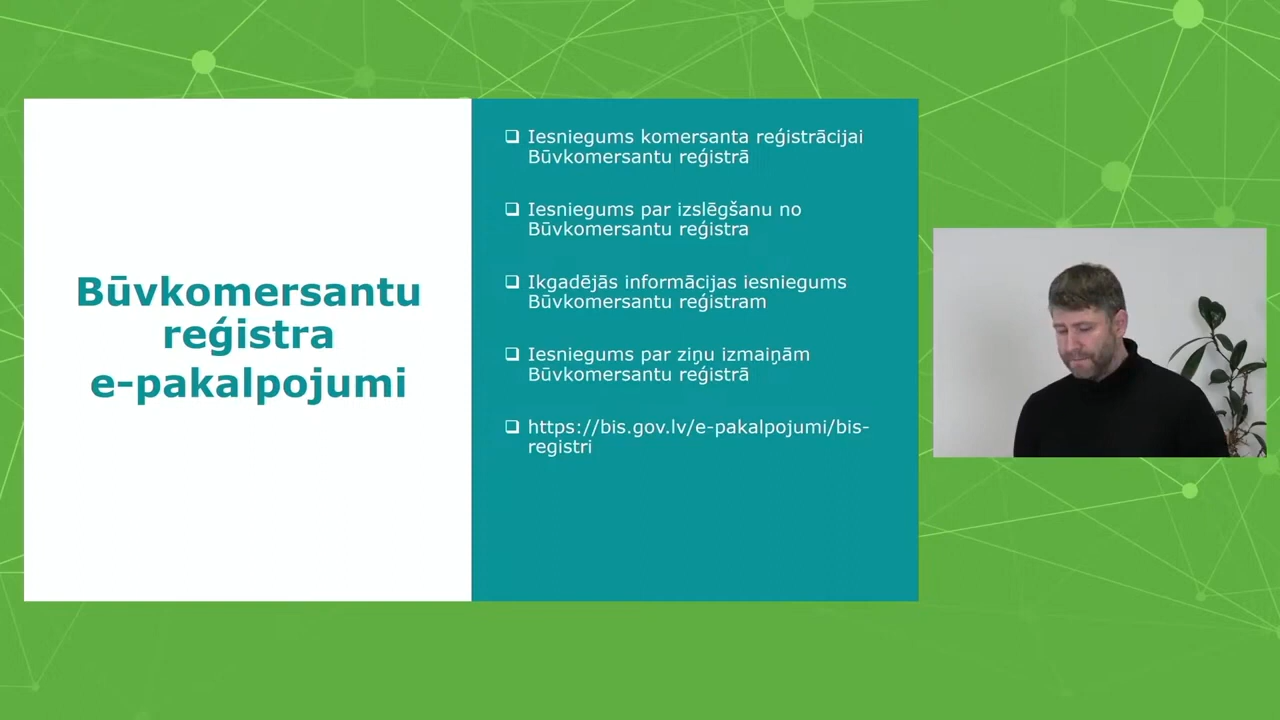 Būvkomersantu
reģistra
e-pakalpojumi
❑ Iesniegums komersanta reģistrācijai
Būvkomersantu reģistrā
❑ Iesniegums par izslēgšanu no
Būvkomersantu reģistra
❑ Ikgadējās informācijas iesniegums
Būvkomersantu reģistram
❑ Iesniegums par ziņu izmaiņām
Būvkomersantu reģistrā
❑ https://bis.gov.lv/e-pakalpojumi/bis-
registri